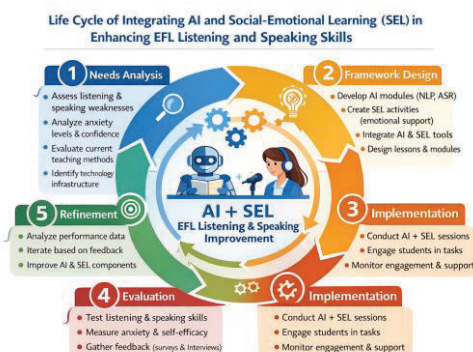 Life Cycle of Integrating AI and Social-Emotional Learning (SEL) in
Enhancing EFL Listening and Speaking Skills
1 Needs Analysis
• Assess listening &
speaking weaknesses
• Analyze anxiety
levels & confidence
• Evaluate current
teaching methods
• Identify technology
infrastructure
2 Framework Design
• Develop AI modules (NLP, ASR)
• Create SEL activities
(emotional support)
• Integrate AI & SEL tools
• Design lessons & modules
3 Implementation
• Conduct AI + SEL sessions
• Engage students in tasks
• Monitor engagement & support
Implementation
• Conduct AI + SEL sessions
• Engage students in tasks
• Monitor engagement & support
4 Evaluation
• Test listening & speaking skills
• Measure anxiety & self-efficacy
• Gather feedback (surveys & Interviews)
5 Refinement
• Analyze performance data
• Iterate based on feedback
• Improve AI & SEL components
AI + SEL
EFL Listening & Speaking
Improvement